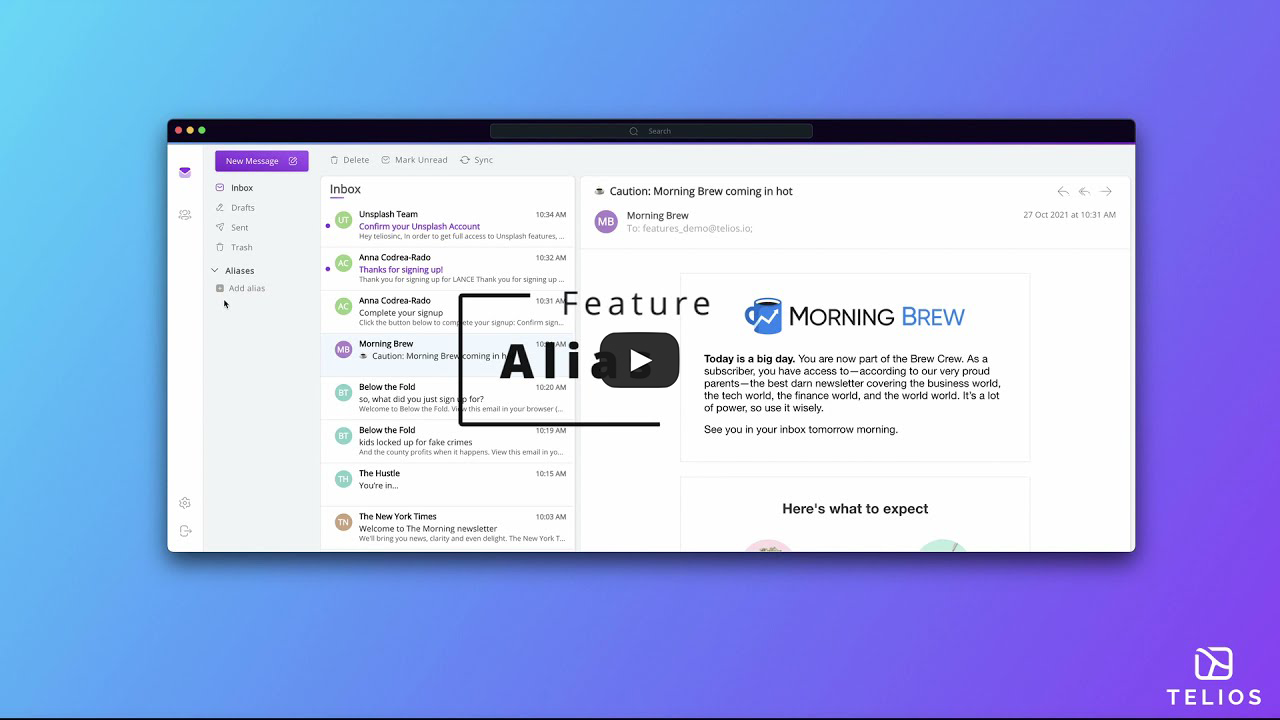 Search
New Message
Delete
Mark Unread
Sync
Inbox
Drafts
Sent
Trash
Aliases
Add alias
Inbox
UT
Unsplash Team
10:34 AM
Confirm your Unsplash Account
Hey teliosinc, In order to get full access to Unsplash features, ...
AC
Anna Codrea-Rado
10:32 AM
Thanks for signing up!
Thank you for signing up for LANCE Thank you for signing up ...
AC
Anna Codrea-Rado
10:31 AM
Complete your signup
Click the button below to complete your signup: Confirm sign...
MB
Morning Brew
Caution: Morning Brew coming in h
BT
Below the Fold
10:20 AM
so, what did you just sign up for?
Welcome to Below the Fold. View this email in your browser (...
BT
Below the Fold
10:19 AM
kids locked up for fake crimes
And the county profits when it happens. View this email in yo...
TH
The Hustle
10:15 AM
You're in...
TN
The New York Times
10:03 AM
Welcome to The Morning newsletter
We'll bring you news, clarity and even delight. The New York T...
Feature
Alias
Caution: Morning Brew coming in hot
MB
Morning Brew
27 Oct 2021 at 10:31 AM
To: features_demo@telios.io;
MORNING BREW
Today is a big day. You are now part of the Brew Crew. As a
subscriber, you have access to—according to our very proud
parents—the best darn newsletter covering the business world,
the tech world, the finance world, and the world world. It's a lot
of power, so use it wisely.
See you in your inbox tomorrow morning.
Here's what to expect
TELIOS